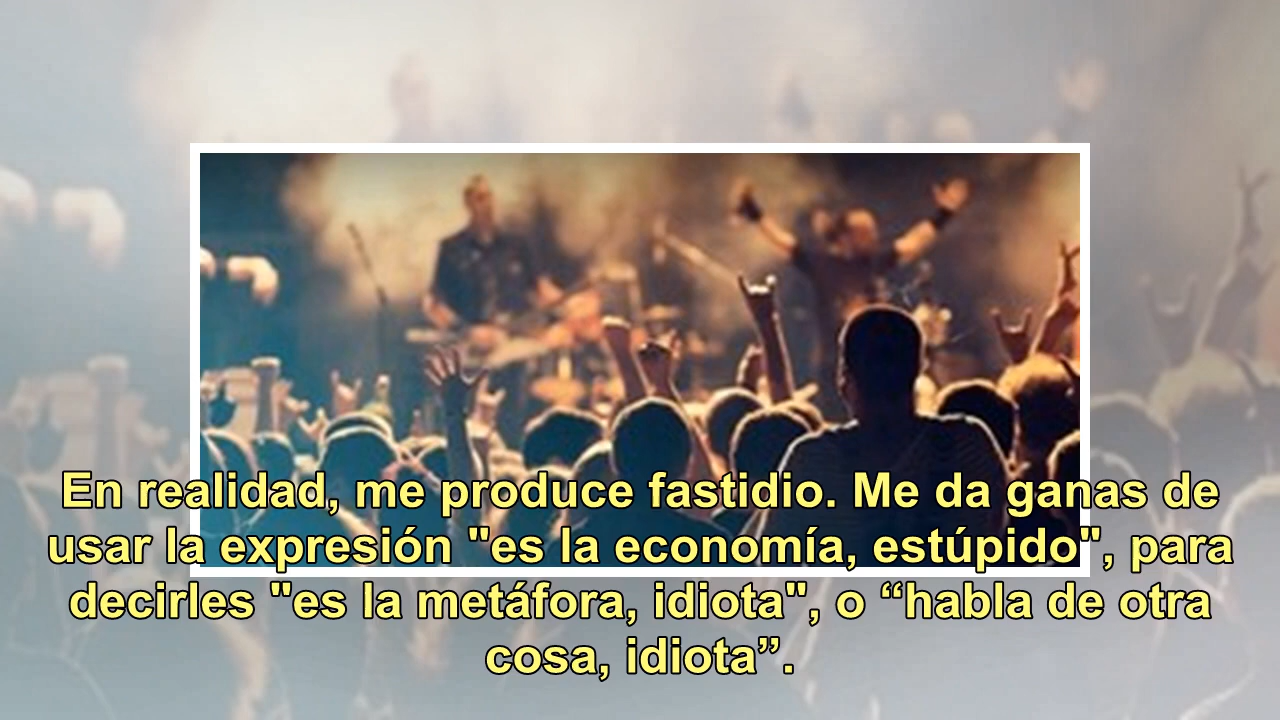 En realidad, me produce fastidio. Me da ganas de
usar la expresión "es la economía, estúpido", para
decirles "es la metáfora, idiota", o “habla de otra
cosa, idiota”.